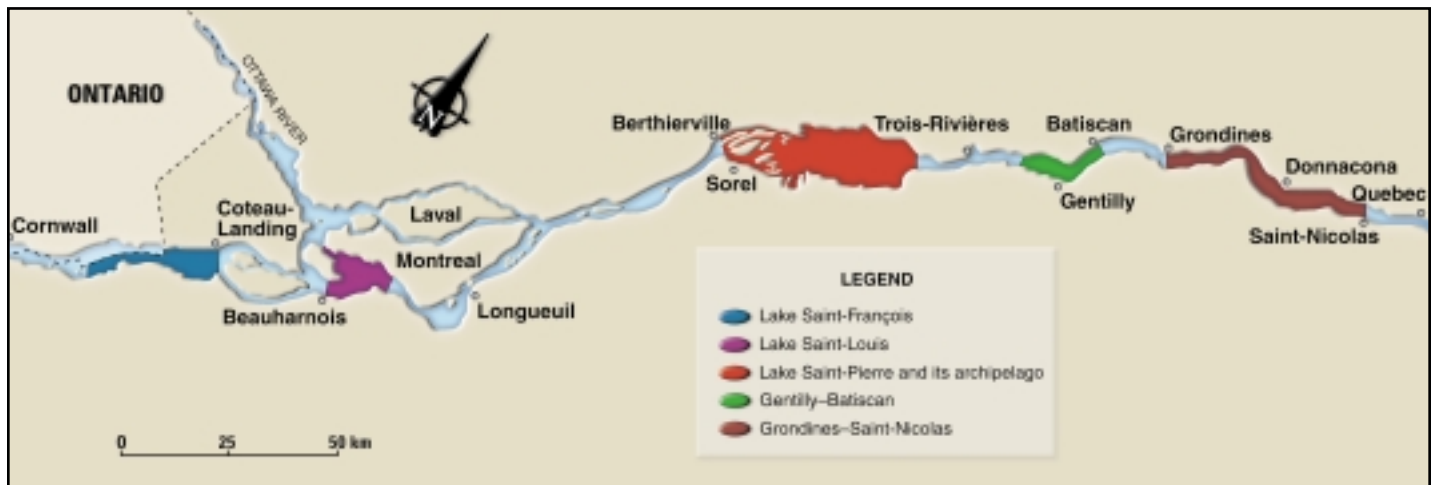 OTTAWA RIVER
ONTARIO
N
Berthierville
Trois-Rivières
Batiscan
Grondines
Donnacona
Sorel
Gentilly
Quebec
Cornwall
Coteau-
Landing
Laval
Saint-Nicolas
Montreal
Beauharnois
Longueuil
LEGEND
Lake Saint-François
Lake Saint-Louis
Lake Saint-Pierre and its archipelago
Gentilly–Batiscan
Grondines–Saint-Nicolas
0 25 50 km